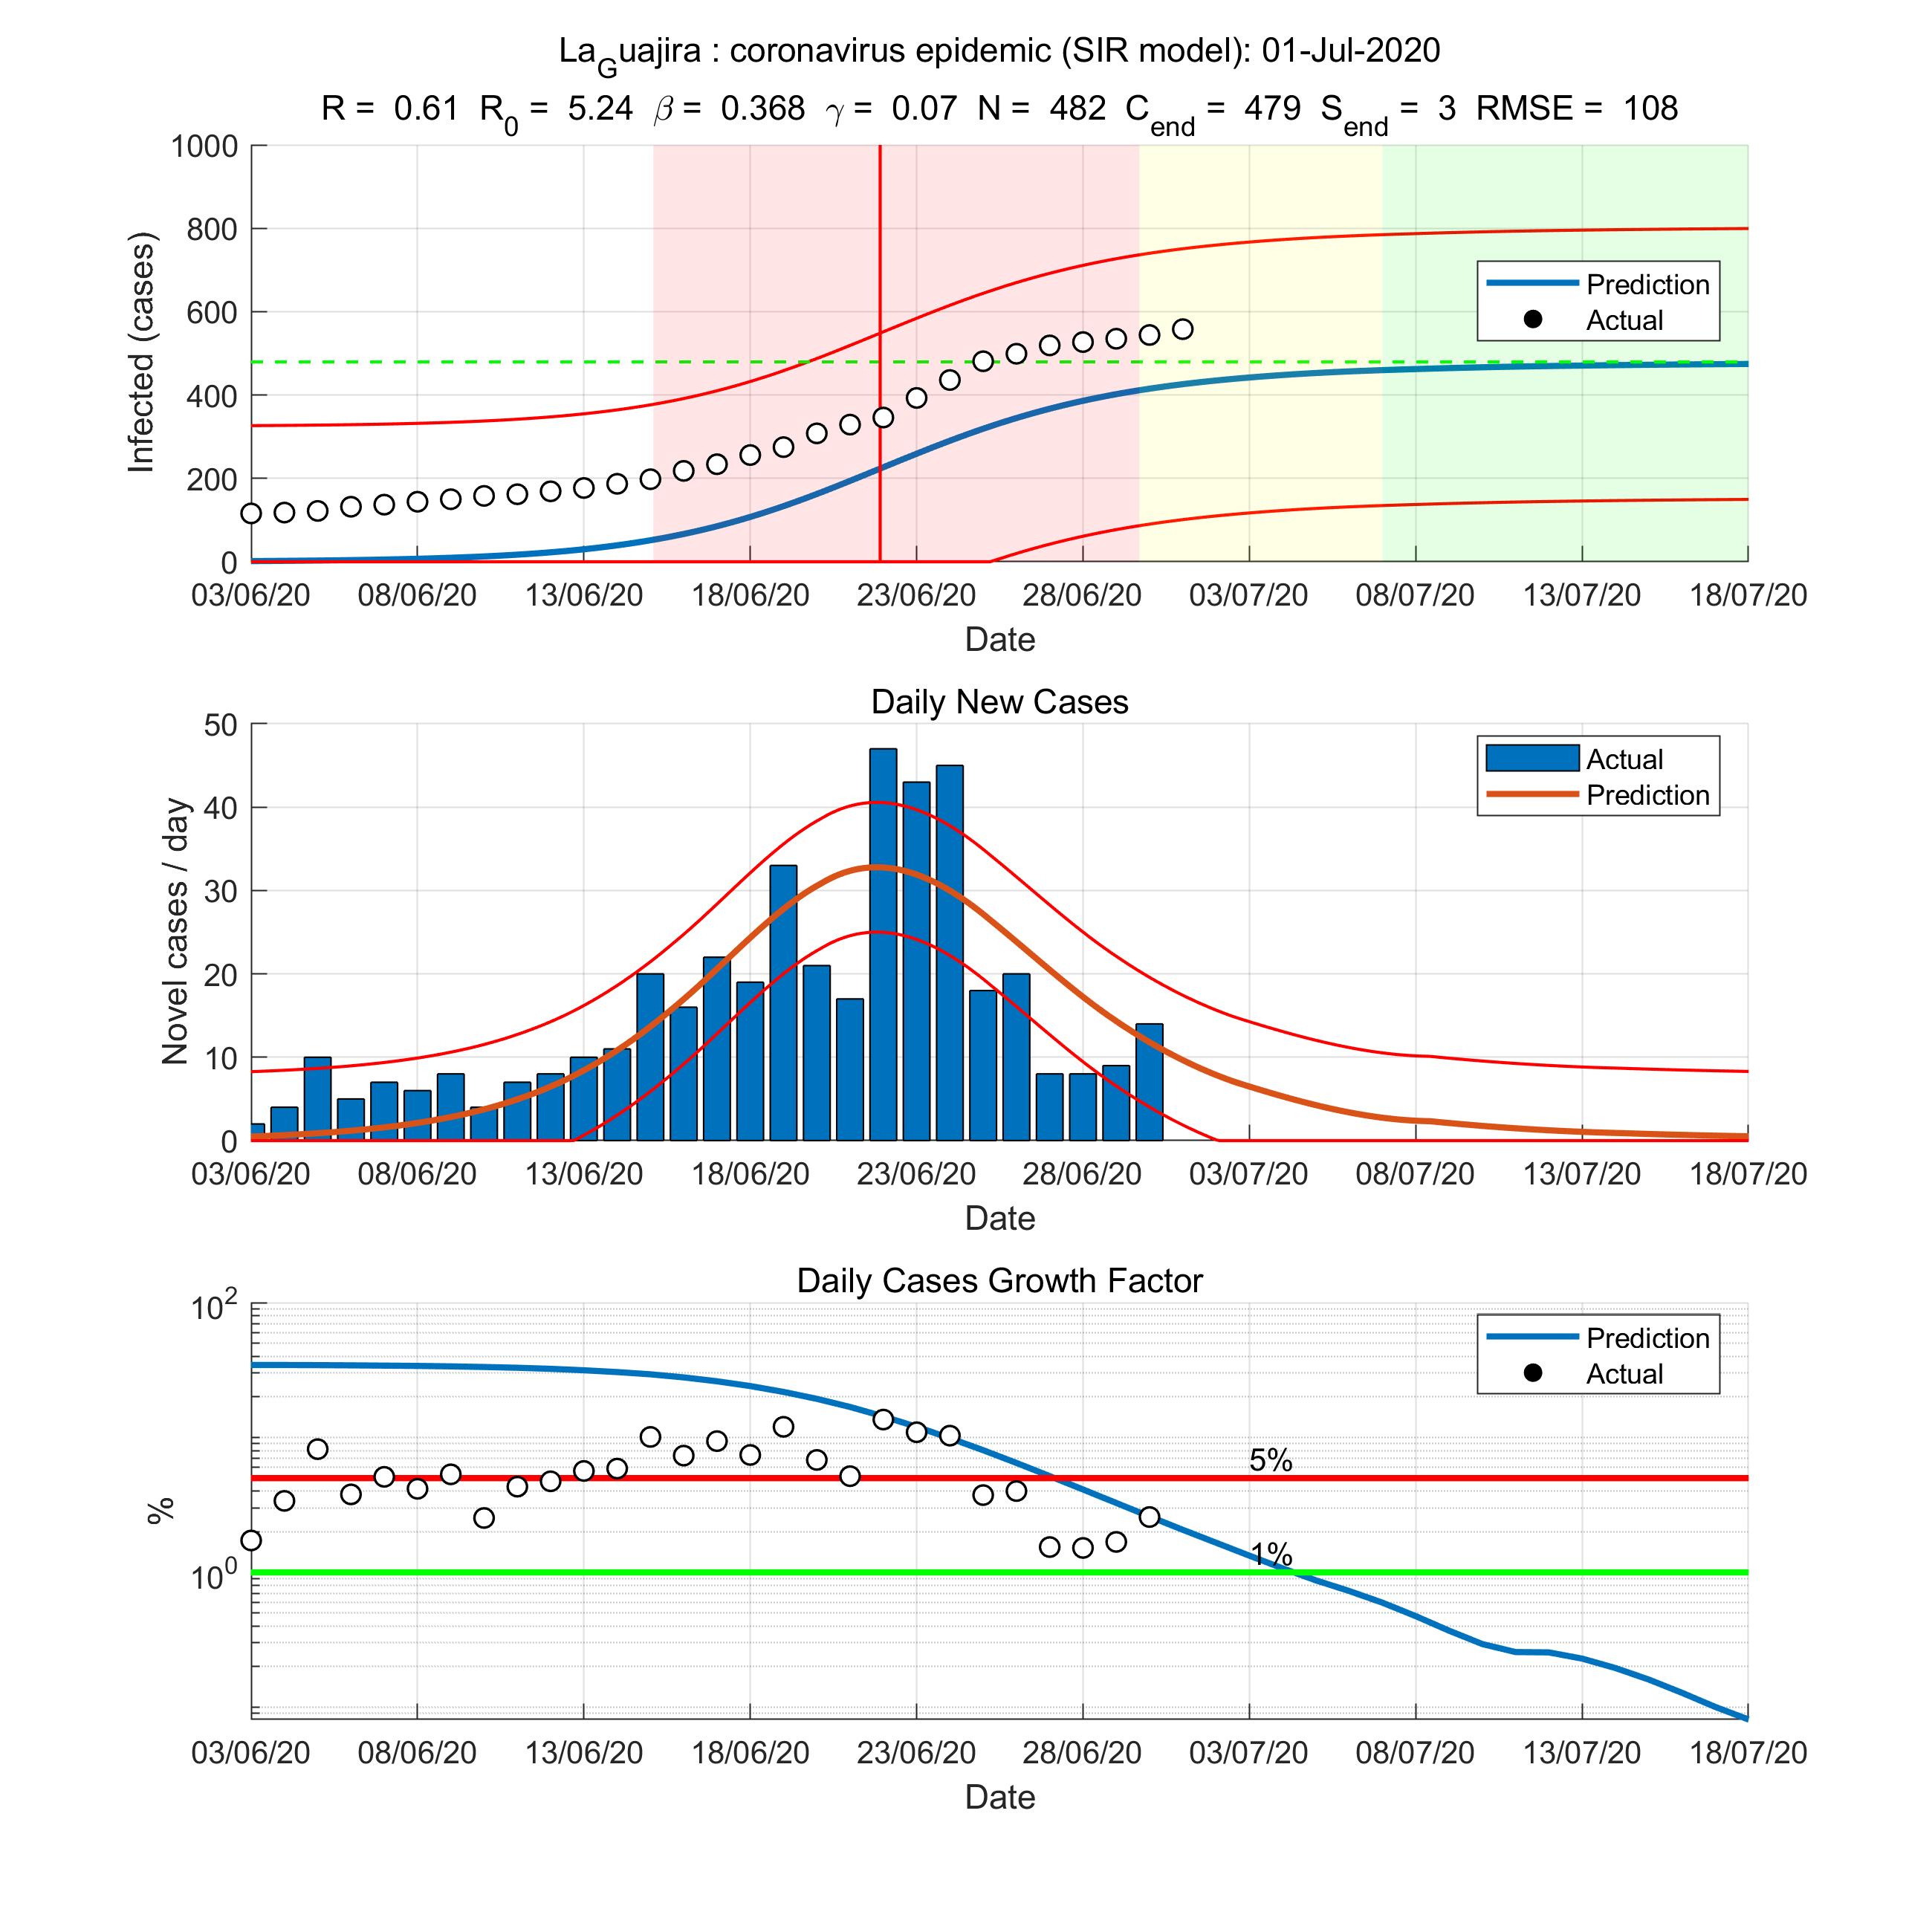 LaGuajira : coronavirus epidemic (SIR model): 01-Jul-2020
R = 0.61 R0 = 5.24 β = 0.368 γ = 0.07 N = 482 Cend = 479 Send = 3 RMSE = 108
1000
800
600
400
200
0
Infected (cases)
Prediction
Actual
03/06/20 08/06/20 13/06/20 18/06/20 23/06/20 28/06/20 03/07/20 08/07/20 13/07/20 18/07/20
Date
Daily New Cases
50
40
30
20
10
0
Novel cases / day
Actual
Prediction
03/06/20 08/06/20 13/06/20 18/06/20 23/06/20 28/06/20 03/07/20 08/07/20 13/07/20 18/07/20
Date
Daily Cases Growth Factor
10^2
10^0
%
Prediction
Actual
5%
1%
03/06/20 08/06/20 13/06/20 18/06/20 23/06/20 28/06/20 03/07/20 08/07/20 13/07/20 18/07/20
Date